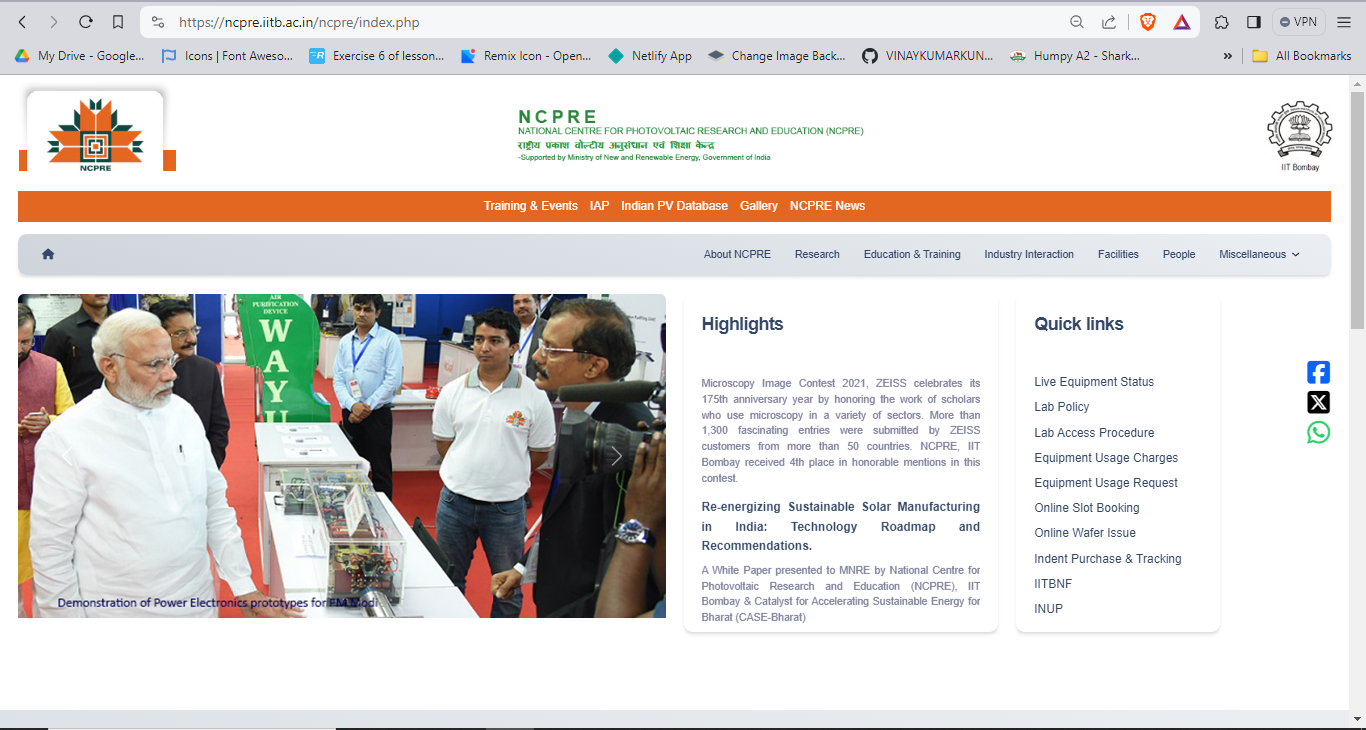 https://ncpre.iitb.ac.in/ncpre/index.php
VPN
My Drive - Google...
Icons | Font Aweso...
Exercise 6 of lesson...
Remix Icon - Open...
Netlify App
Change Image Back...
VINAYKUMARKUN...
Humpy A2 - Shark...
»
All Bookmarks
NCPRE
NCPRE
NATIONAL CENTRE FOR PHOTOVOLTAIC RESEARCH AND EDUCATION (NCPRE)
राष्ट्रीय प्रकाश वोल्टीय अनुसंधान एवं शिक्षा केन्द्र
-Supported by Ministry of New and Renewable Energy, Government of India
IIT Bombay
Training & Events IAP Indian PV Database Gallery NCPRE News
About NCPRE Research Education & Training Industry Interaction Facilities People Miscellaneous
AIR
PURIFICATION
DEVICE
WAYU
Demonstration of Power Electronics prototypes for PM Modi
Highlights
Microscopy Image Contest 2021, ZEISS celebrates its
175th anniversary year by honoring the work of scholars
who use microscopy in a variety of sectors. More than
1,300 fascinating entries were submitted by ZEISS
customers from more than 50 countries. NCPRE, IIT
Bombay received 4th place in honorable mentions in this
contest.
Re-energizing Sustainable Solar Manufacturing
in India: Technology Roadmap and
Recommendations.
A White Paper presented to MNRE by National Centre for
Photovoltaic Research and Education (NCPRE), IIT
Bombay & Catalyst for Accelerating Sustainable Energy for
Bharat (CASE-Bharat)
Quick links
Live Equipment Status
Lab Policy
Lab Access Procedure
Equipment Usage Charges
Equipment Usage Request
Online Slot Booking
Online Wafer Issue
Indent Purchase & Tracking
IITBNF
INUP